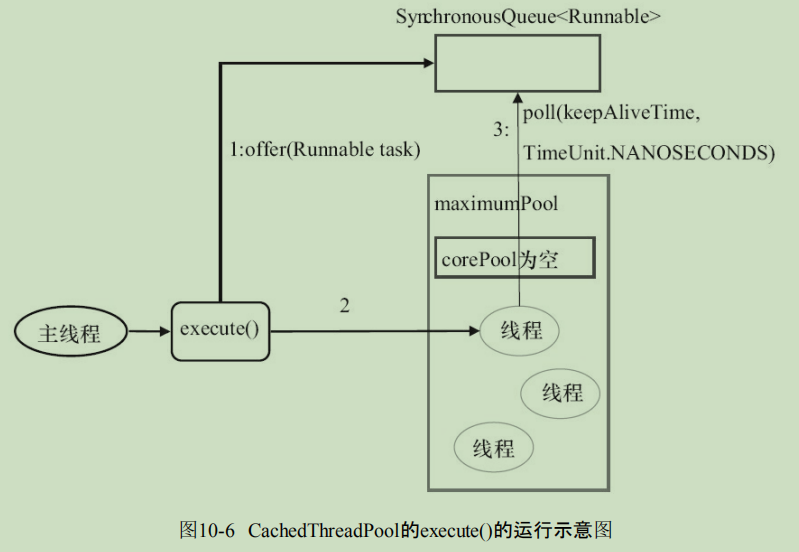 SynchronousQueue<Runnable>
1:offer(Runnable task)
3:
poll(keepAliveTime,
TimeUnit.NANOSECONDS)
maximumPool
corePool为空
主线程
execute()
2
线程
线程
线程
图10-6 CachedThreadPool的execute()的运行示意图